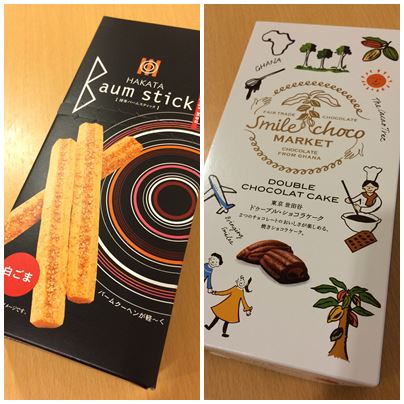 HAKATA
Baum stick
【博多バームスティック】
白ごま
バームクーヘンが軽〜く
GHANA
The Cacao Tree
FAIR TRADE CHOCOLATE
Smile choco
MARKET
CHOCOLATE
FROM GHANA
DOUBLE
CHOCOLAT CAKE
東京 世田谷
ドゥーブル・ショコラケーク
2つのチョコレートのおいしさが楽しめる、
焼きショコラケーク。
Bringing
Smiles